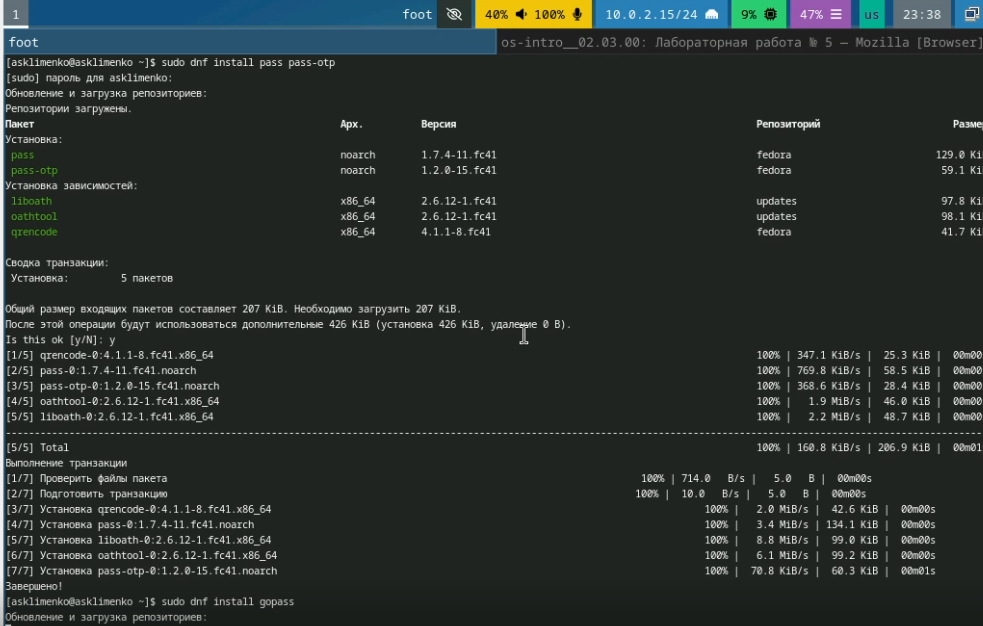 1 foot 40% 100% 10.0.2.15/24 9% 47% us 23:38
foot os-intro__02.03.00: Лабораторная работа № 5 — Mozilla [Browser]
[asklimenko@asklimenko ~]$ sudo dnf install pass pass-otp
[sudo] пароль для asklimenko:
Обновление и загрузка репозиториев:
Репозитории загружены.
Пакет Арх. Версия Репозиторий Разме
Установка:
pass noarch 1.7.4-11.fc41 fedora 129.0 Ki
pass-otp noarch 1.2.0-15.fc41 fedora 59.1 Ki
Установка зависимостей:
liboath x86_64 2.6.12-1.fc41 updates 97.8 Ki
oathtool x86_64 2.6.12-1.fc41 updates 98.1 Ki
qrencode x86_64 4.1.1-8.fc41 fedora 41.7 Ki
Сводка транзакции:
Установка: 5 пакетов
Общий размер входящих пакетов составляет 207 KiB. Необходимо загрузить 207 KiB.
После этой операции будут использоваться дополнительные 426 KiB (установка 426 KiB, удаление 0 B).
Is this ok [y/N]: y
[1/5] qrencode-0:4.1.1-8.fc41.x86_64 100% | 347.1 KiB/s | 25.3 KiB | 00m00
[2/5] pass-0:1.7.4-11.fc41.noarch 100% | 769.8 KiB/s | 58.5 KiB | 00m00
[3/5] pass-otp-0:1.2.0-15.fc41.noarch 100% | 368.6 KiB/s | 28.4 KiB | 00m00
[4/5] oathtool-0:2.6.12-1.fc41.x86_64 100% | 1.9 MiB/s | 46.0 KiB | 00m00
[5/5] liboath-0:2.6.12-1.fc41.x86_64 100% | 2.2 MiB/s | 48.7 KiB | 00m00
--------------------------------------------------------------------------------
[5/5] Total 100% | 160.8 KiB/s | 206.9 KiB | 00m01
Выполнение транзакции
[1/7] Проверить файлы пакета 100% | 714.0 B/s | 5.0 B | 00m00s
[2/7] Подготовить транзакцию 100% | 10.0 B/s | 5.0 B | 00m00s
[3/7] Установка qrencode-0:4.1.1-8.fc41.x86_64 100% | 2.0 MiB/s | 42.6 KiB | 00m00s
[4/7] Установка pass-0:1.7.4-11.fc41.noarch 100% | 3.4 MiB/s | 134.1 KiB | 00m00s
[5/7] Установка liboath-0:2.6.12-1.fc41.x86_64 100% | 8.8 MiB/s | 99.0 KiB | 00m00s
[6/7] Установка oathtool-0:2.6.12-1.fc41.x86_64 100% | 6.1 MiB/s | 99.2 KiB | 00m00s
[7/7] Установка pass-otp-0:1.2.0-15.fc41.noarch 100% | 70.8 KiB/s | 60.3 KiB | 00m01s
Завершено!
[asklimenko@asklimenko ~]$ sudo dnf install gopass
Обновление и загрузка репозиториев: